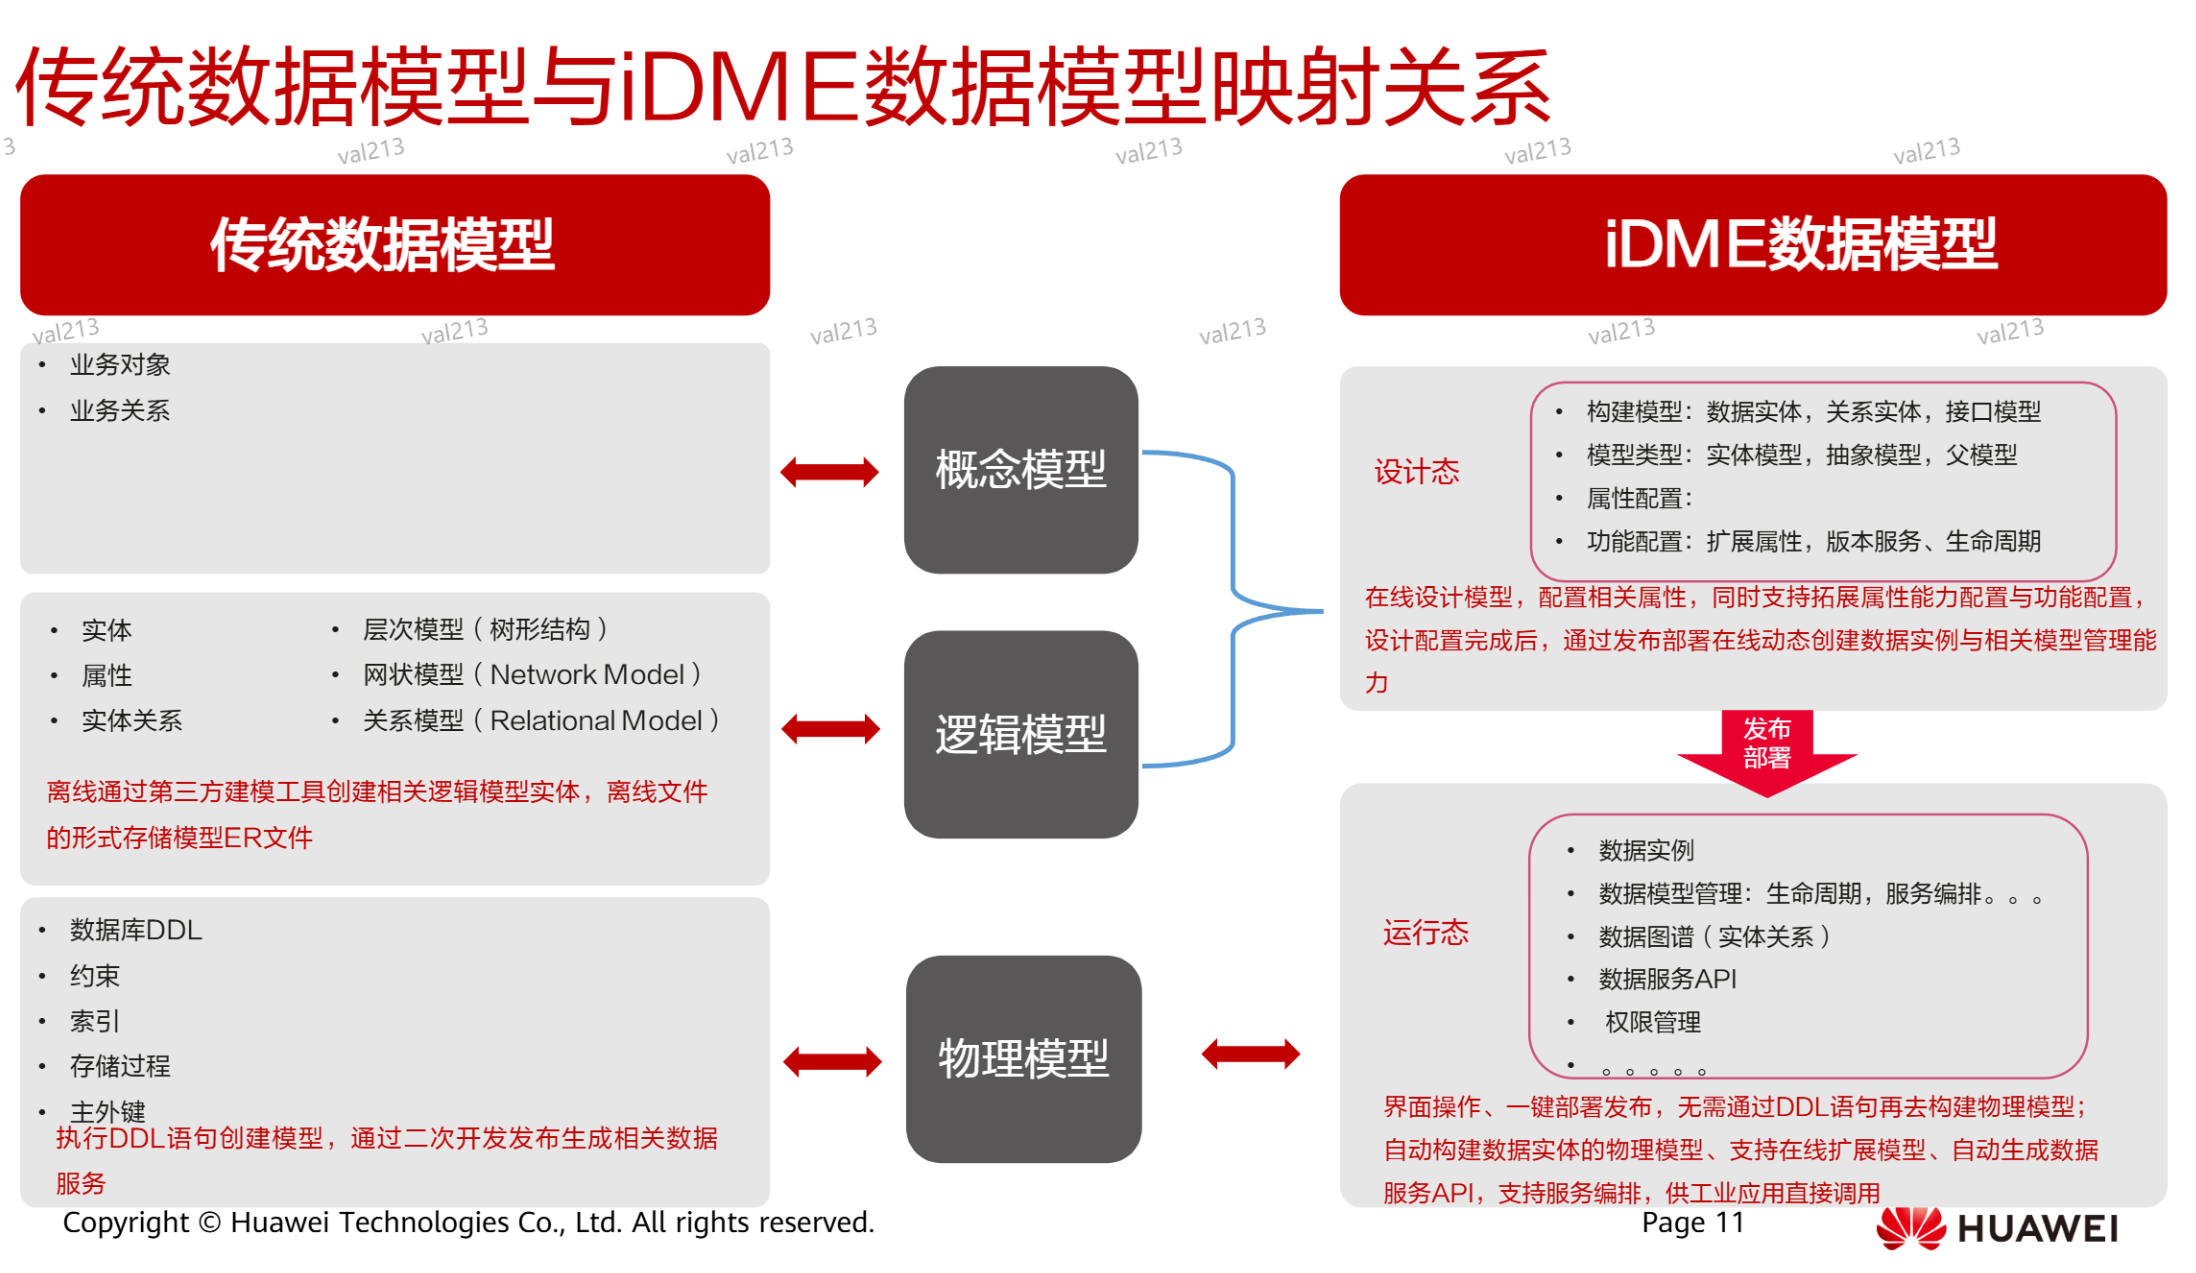 传统数据模型与iDME数据模型映射关系
3 val213 val213 val213 val213 val213
传统数据模型
iDME数据模型
val213 val213 val213 val213 val213 val213
• 业务对象
• 业务关系
概念模型
设计态
• 构建模型：数据实体，关系实体，接口模型
• 模型类型：实体模型，抽象模型，父模型
• 属性配置：
• 功能配置：扩展属性，版本服务、生命周期
在线设计模型，配置相关属性，同时支持拓展属性能力配置与功能配置，
设计配置完成后，通过发布部署在线动态创建数据实例与相关模型管理能
力
• 实体
• 属性
• 实体关系
• 层次模型（树形结构）
• 网状模型（Network Model）
• 关系模型（Relational Model）
离线通过第三方建模工具创建相关逻辑模型实体，离线文件
的形式存储模型ER文件
逻辑模型
发布
部署
• 数据库DDL
• 约束
• 索引
• 存储过程
• 主外键
执行DDL语句创建模型，通过二次开发发布生成相关数据
服务
物理模型
运行态
• 数据实例
• 数据模型管理：生命周期，服务编排。。。
• 数据图谱（实体关系）
• 数据服务API
• 权限管理
• 。。。。。
界面操作、一键部署发布，无需通过DDL语句再去构建物理模型；
自动构建数据实体的物理模型、支持在线扩展模型、自动生成数据
服务API，支持服务编排，供工业应用直接调用
Copyright © Huawei Technologies Co., Ltd. All rights reserved.
Page 11
HUAWEI